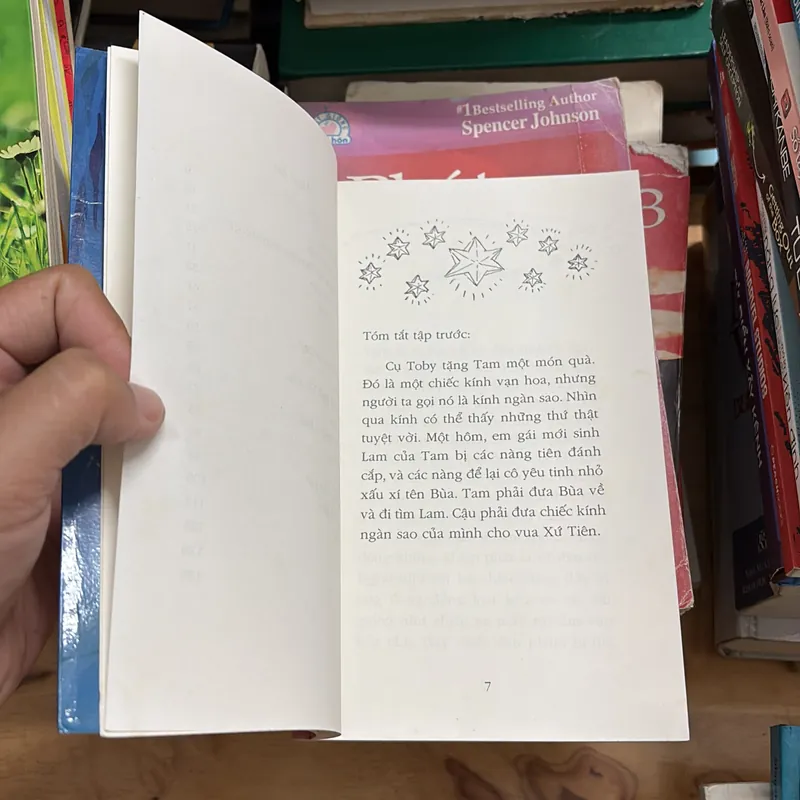 #1Bestselling Author
Spencer Johnson
3
Tóm tắt tập trước:
Cụ Toby tặng Tam một món quà.
Đó là một chiếc kính vạn hoa, nhưng
người ta gọi nó là kính ngàn sao. Nhìn
qua kính có thể thấy những thứ thật
tuyệt vời. Một hôm, em gái mới sinh
Lam của Tam bị các nàng tiên đánh
cắp, và các nàng để lại cô yêu tinh nhỏ
xấu xí tên Bùa. Tam phải đưa Bùa về
và đi tìm Lam. Cậu phải đưa chiếc kính
ngàn sao của mình cho vua Xứ Tiên.
7